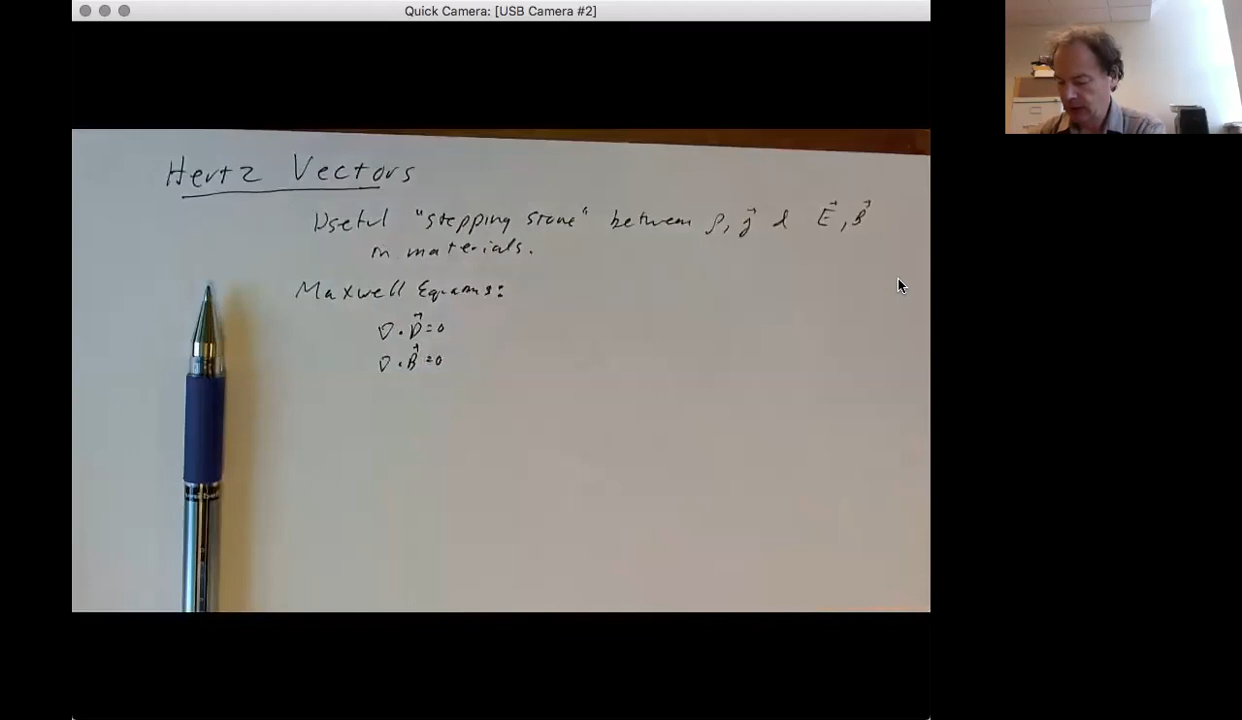 Quick Camera: [USB Camera #2]
Hertz Vectors
Useful "stepping stone" between ρ, j⃗ & E⃗, B⃗
in materials.
Maxwell Equations:
∇ · D⃗ = 0
∇ · B⃗ = 0